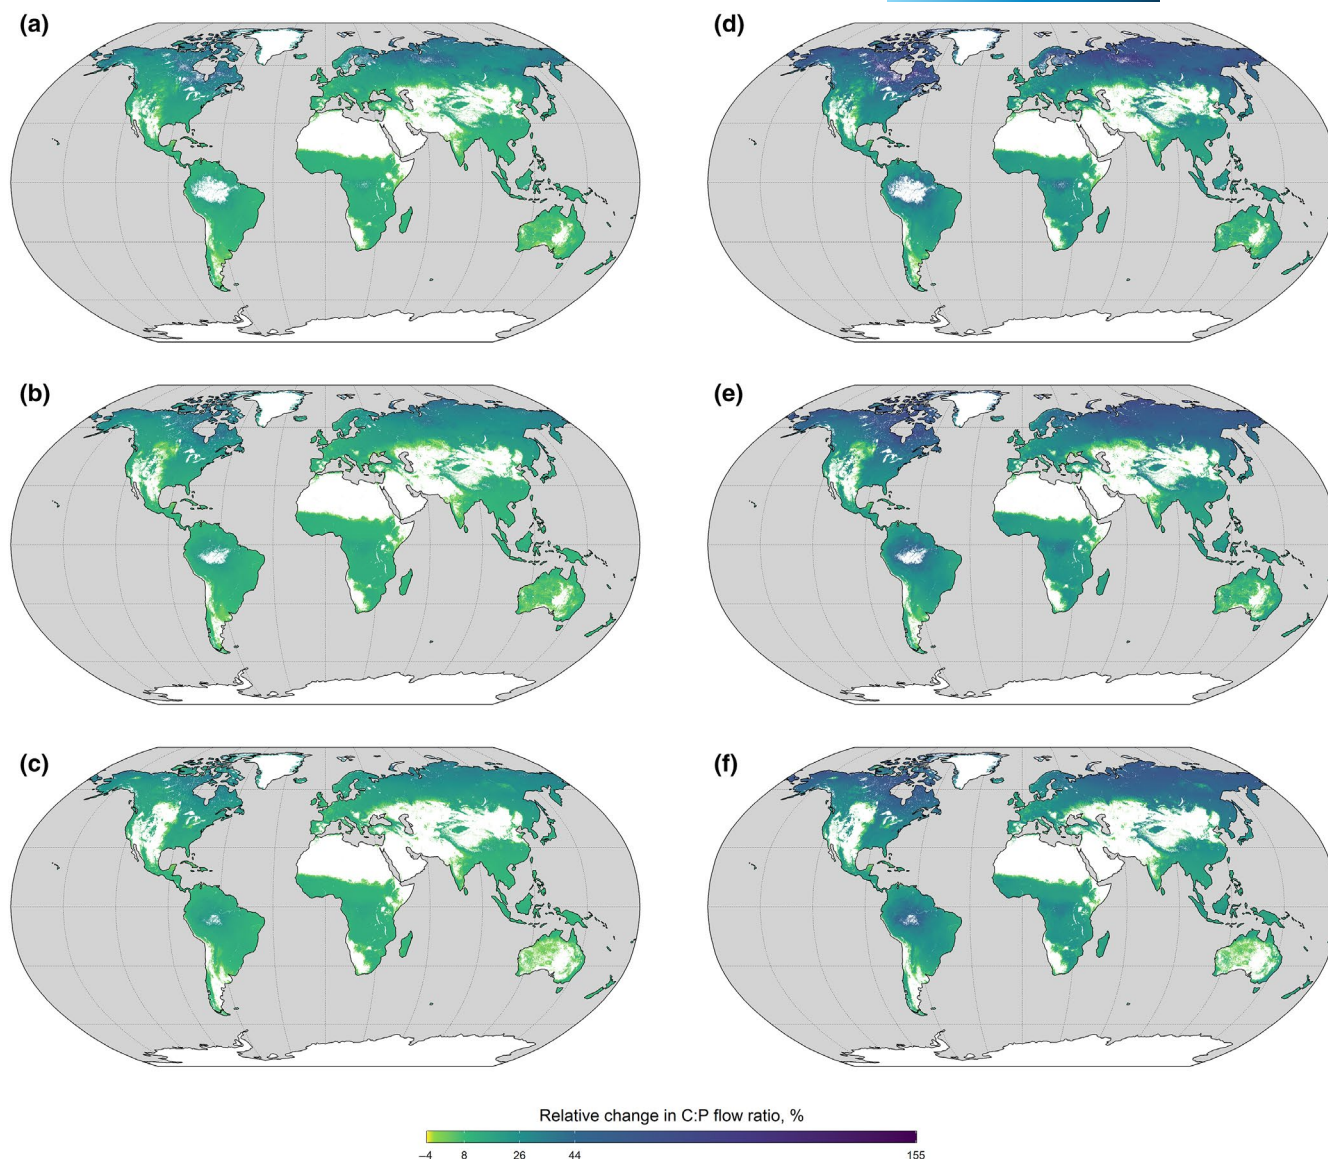 (a)
(d)
(b)
(e)
(c)
(f)
Relative change in C:P flow ratio, %
–4 8 26 44 155